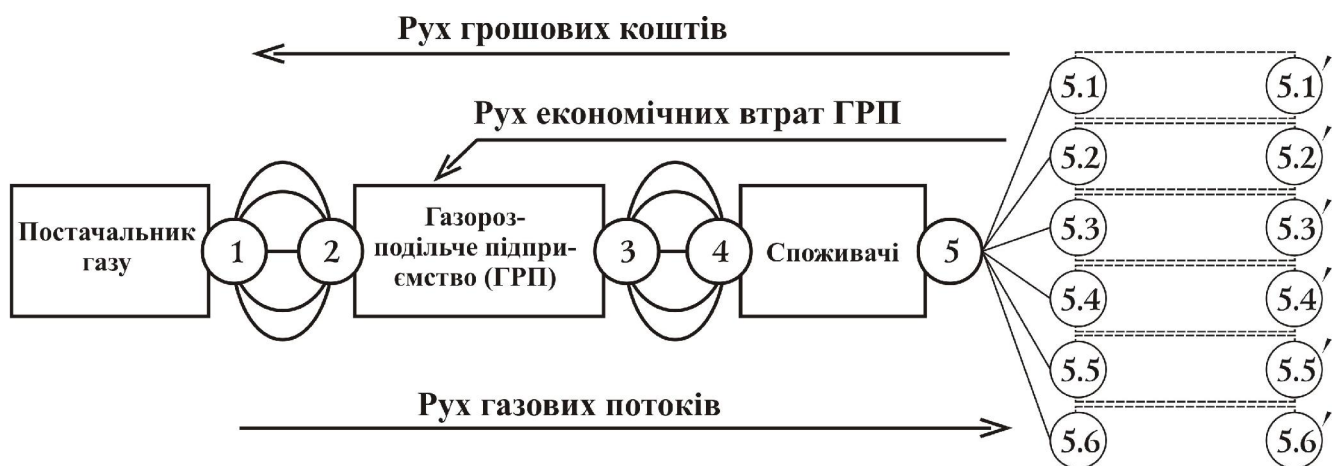 Рух грошових коштів
Рух економічних втрат ГРП
Постачальник
газу
1
2
Газороз-
подільче підпри-
ємство (ГРП)
3
4
Споживачі
5
5.1
5.1′
5.2
5.2′
5.3
5.3′
5.4
5.4′
5.5
5.5′
5.6
5.6′
Рух газових потоків